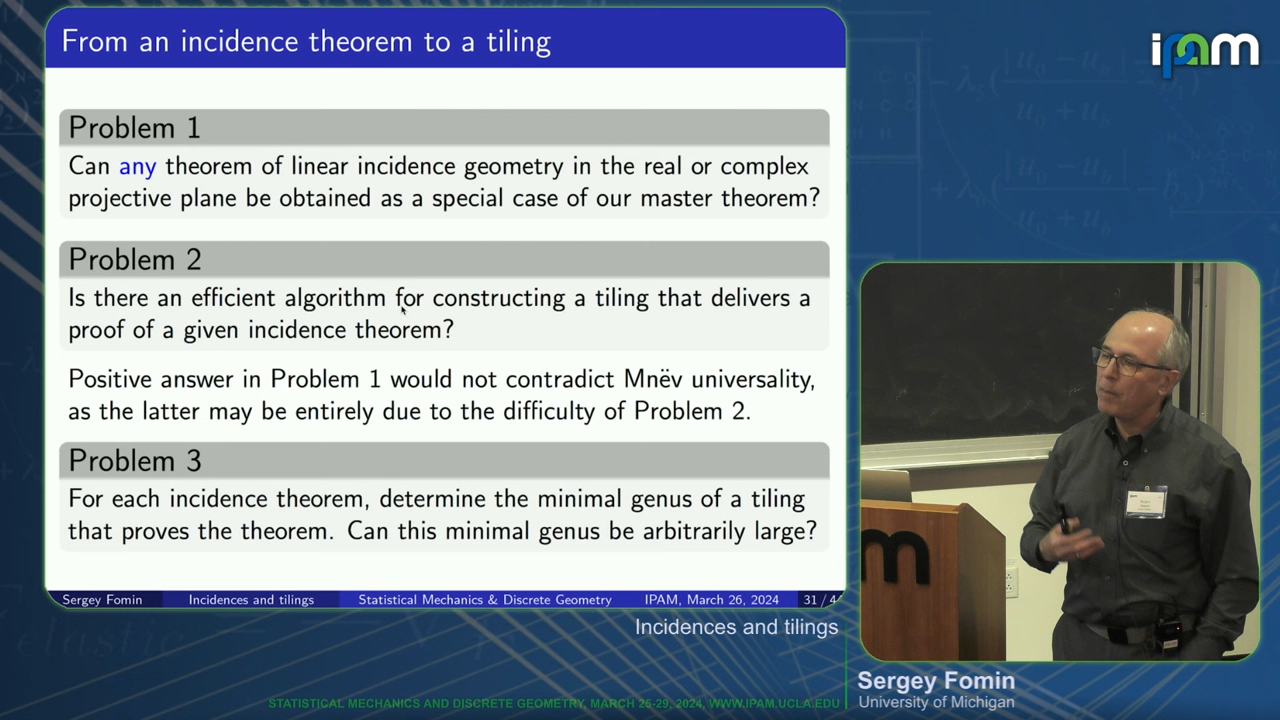 From an incidence theorem to a tiling
ipam
Problem 1
Can any theorem of linear incidence geometry in the real or complex
projective plane be obtained as a special case of our master theorem?
Problem 2
Is there an efficient algorithm for constructing a tiling that delivers a
proof of a given incidence theorem?
Positive answer in Problem 1 would not contradict Mnëv universality,
as the latter may be entirely due to the difficulty of Problem 2.
Problem 3
For each incidence theorem, determine the minimal genus of a tiling
that proves the theorem. Can this minimal genus be arbitrarily large?
Sergey Fomin Incidences and tilings Statistical Mechanics & Discrete Geometry IPAM, March 26, 2024 31 / 4
m
Incidences and tilings
Sergey Fomin
University of Michigan
STATISTICAL MECHANICS AND DISCRETE GEOMETRY, MARCH 25-29, 2024, WWW.IPAM.UCLA.EDU